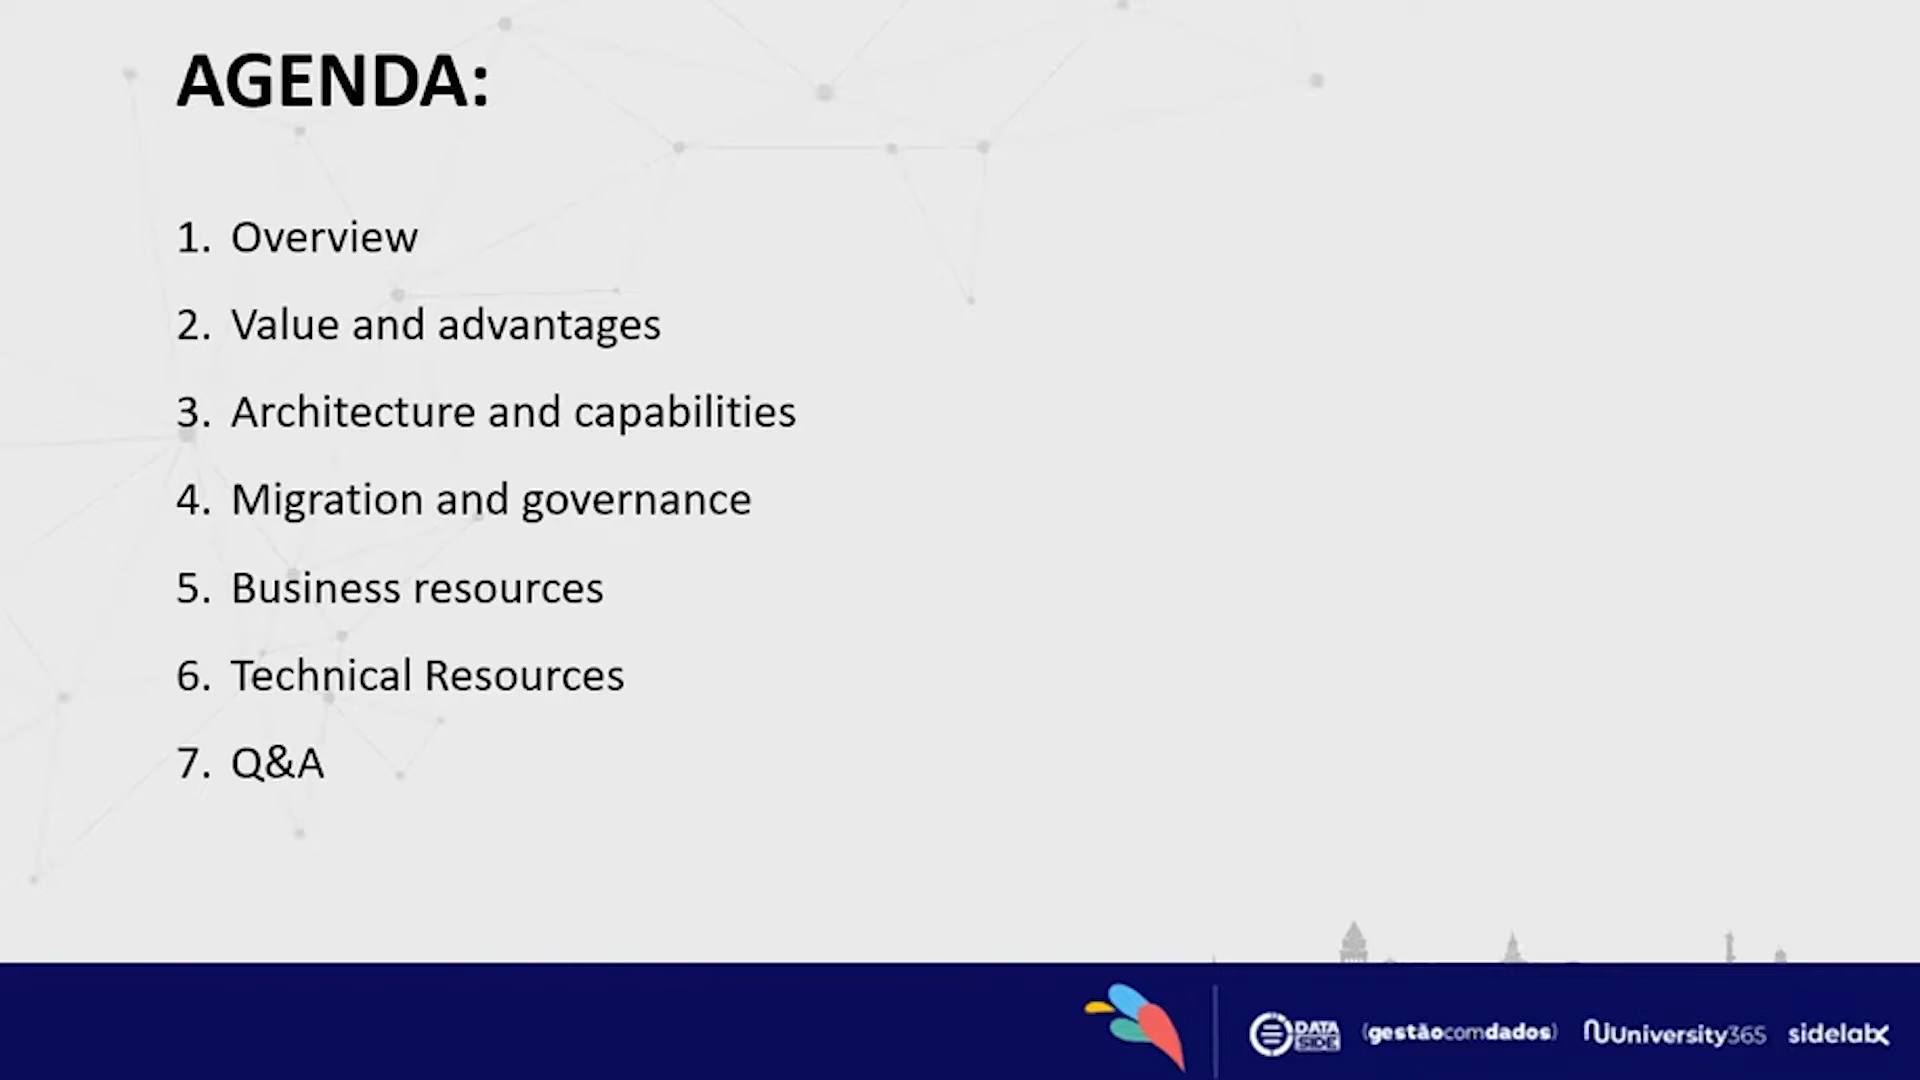 AGENDA:
1. Overview
2. Value and advantages
3. Architecture and capabilities
4. Migration and governance
5. Business resources
6. Technical Resources
7. Q&A
DATA SIDE
(gestãocomdados)
University365
sidelabx